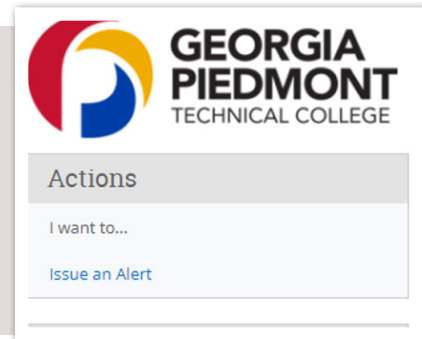 GEORGIA
PIEDMONT
TECHNICAL COLLEGE
Actions
I want to...
Issue an Alert